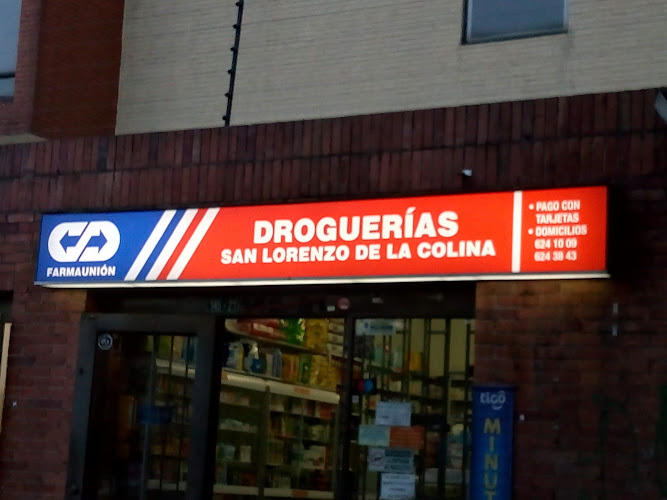 FARMAUNIÓN
DROGUERÍAS
SAN LORENZO DE LA COLINA
• PAGO CON
TARJETAS
• DOMICILIOS
624 10 09
624 38 43
tigo
MINUT